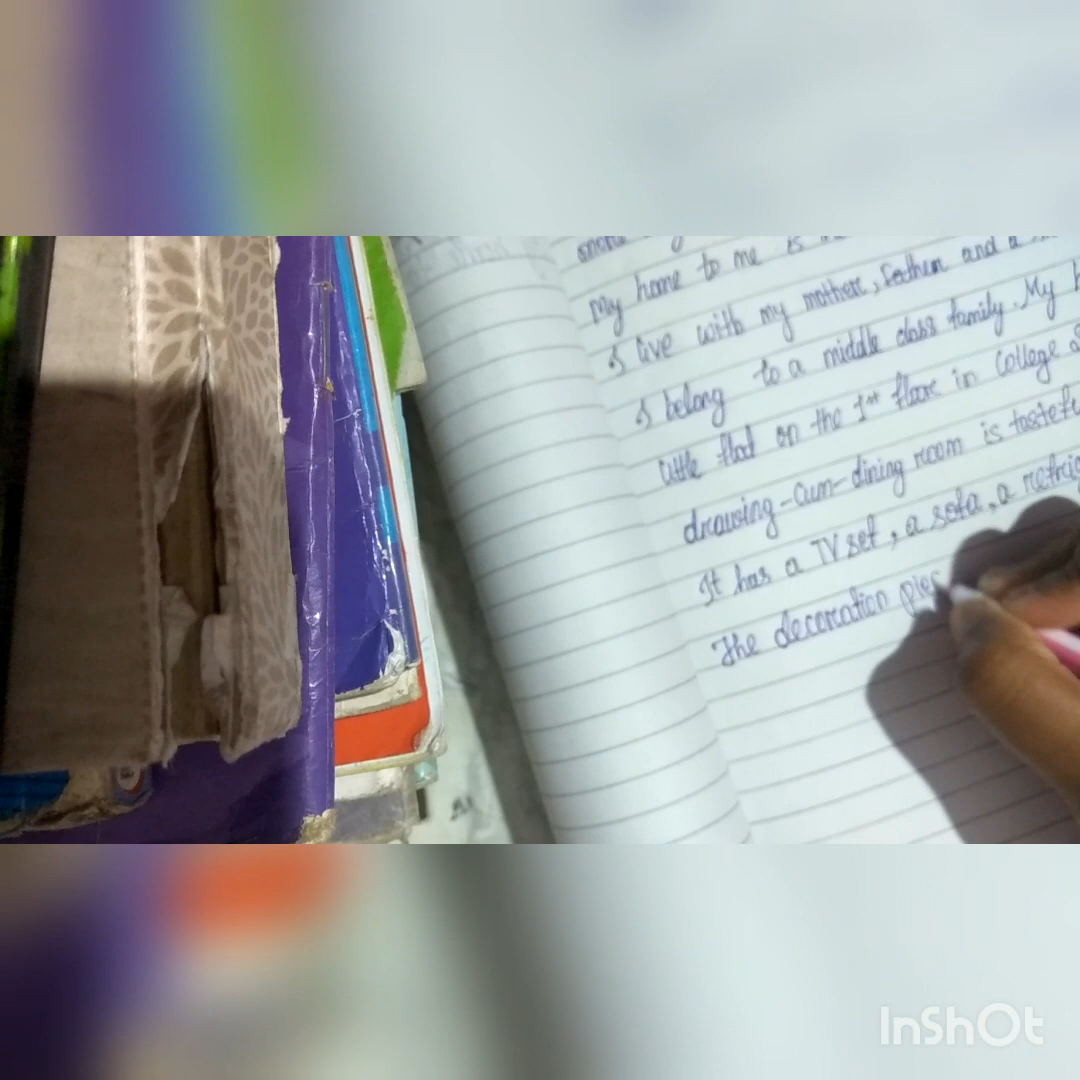 my home to me is
I live with my mother, father and a
I belong to a middle class family. My
little flat on the 1st floor in College
drawing-cum-dining room is
It has a TV set, a sofa, a
The decoration piec
InShOt